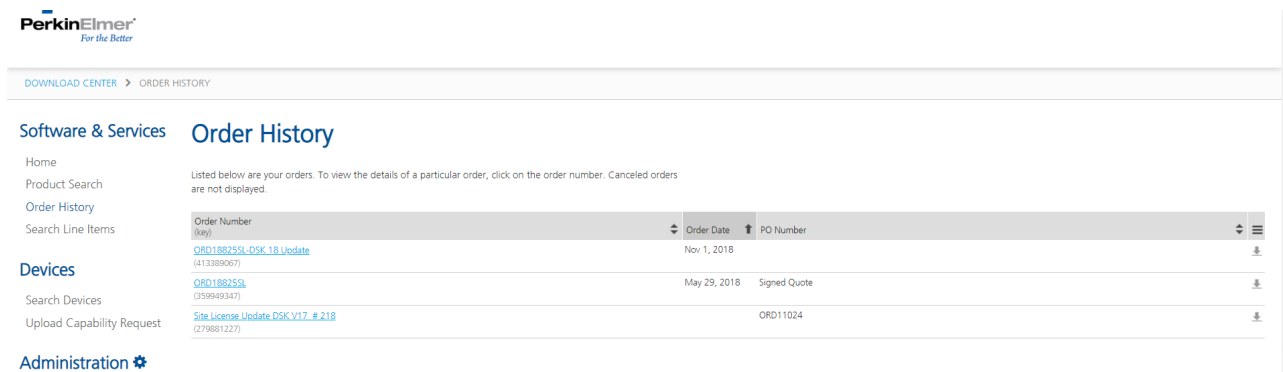 PerkinElmer
For the Better
DOWNLOAD CENTER > ORDER HISTORY
Software & Services
Home
Product Search
Order History
Search Line Items
Devices
Search Devices
Upload Capability Request
Administration
Order History
Listed below are your orders. To view the details of a particular order, click on the order number. Canceled orders
are not displayed.
Order Number
(key)
Order Date
PO Number
ORD18825SL-DSK 18 Update
(413389067)
Nov 1, 2018
ORD18825SL
(359949347)
May 29, 2018
Signed Quote
Site License Update DSK V17 # 218
(279881227)
ORD11024